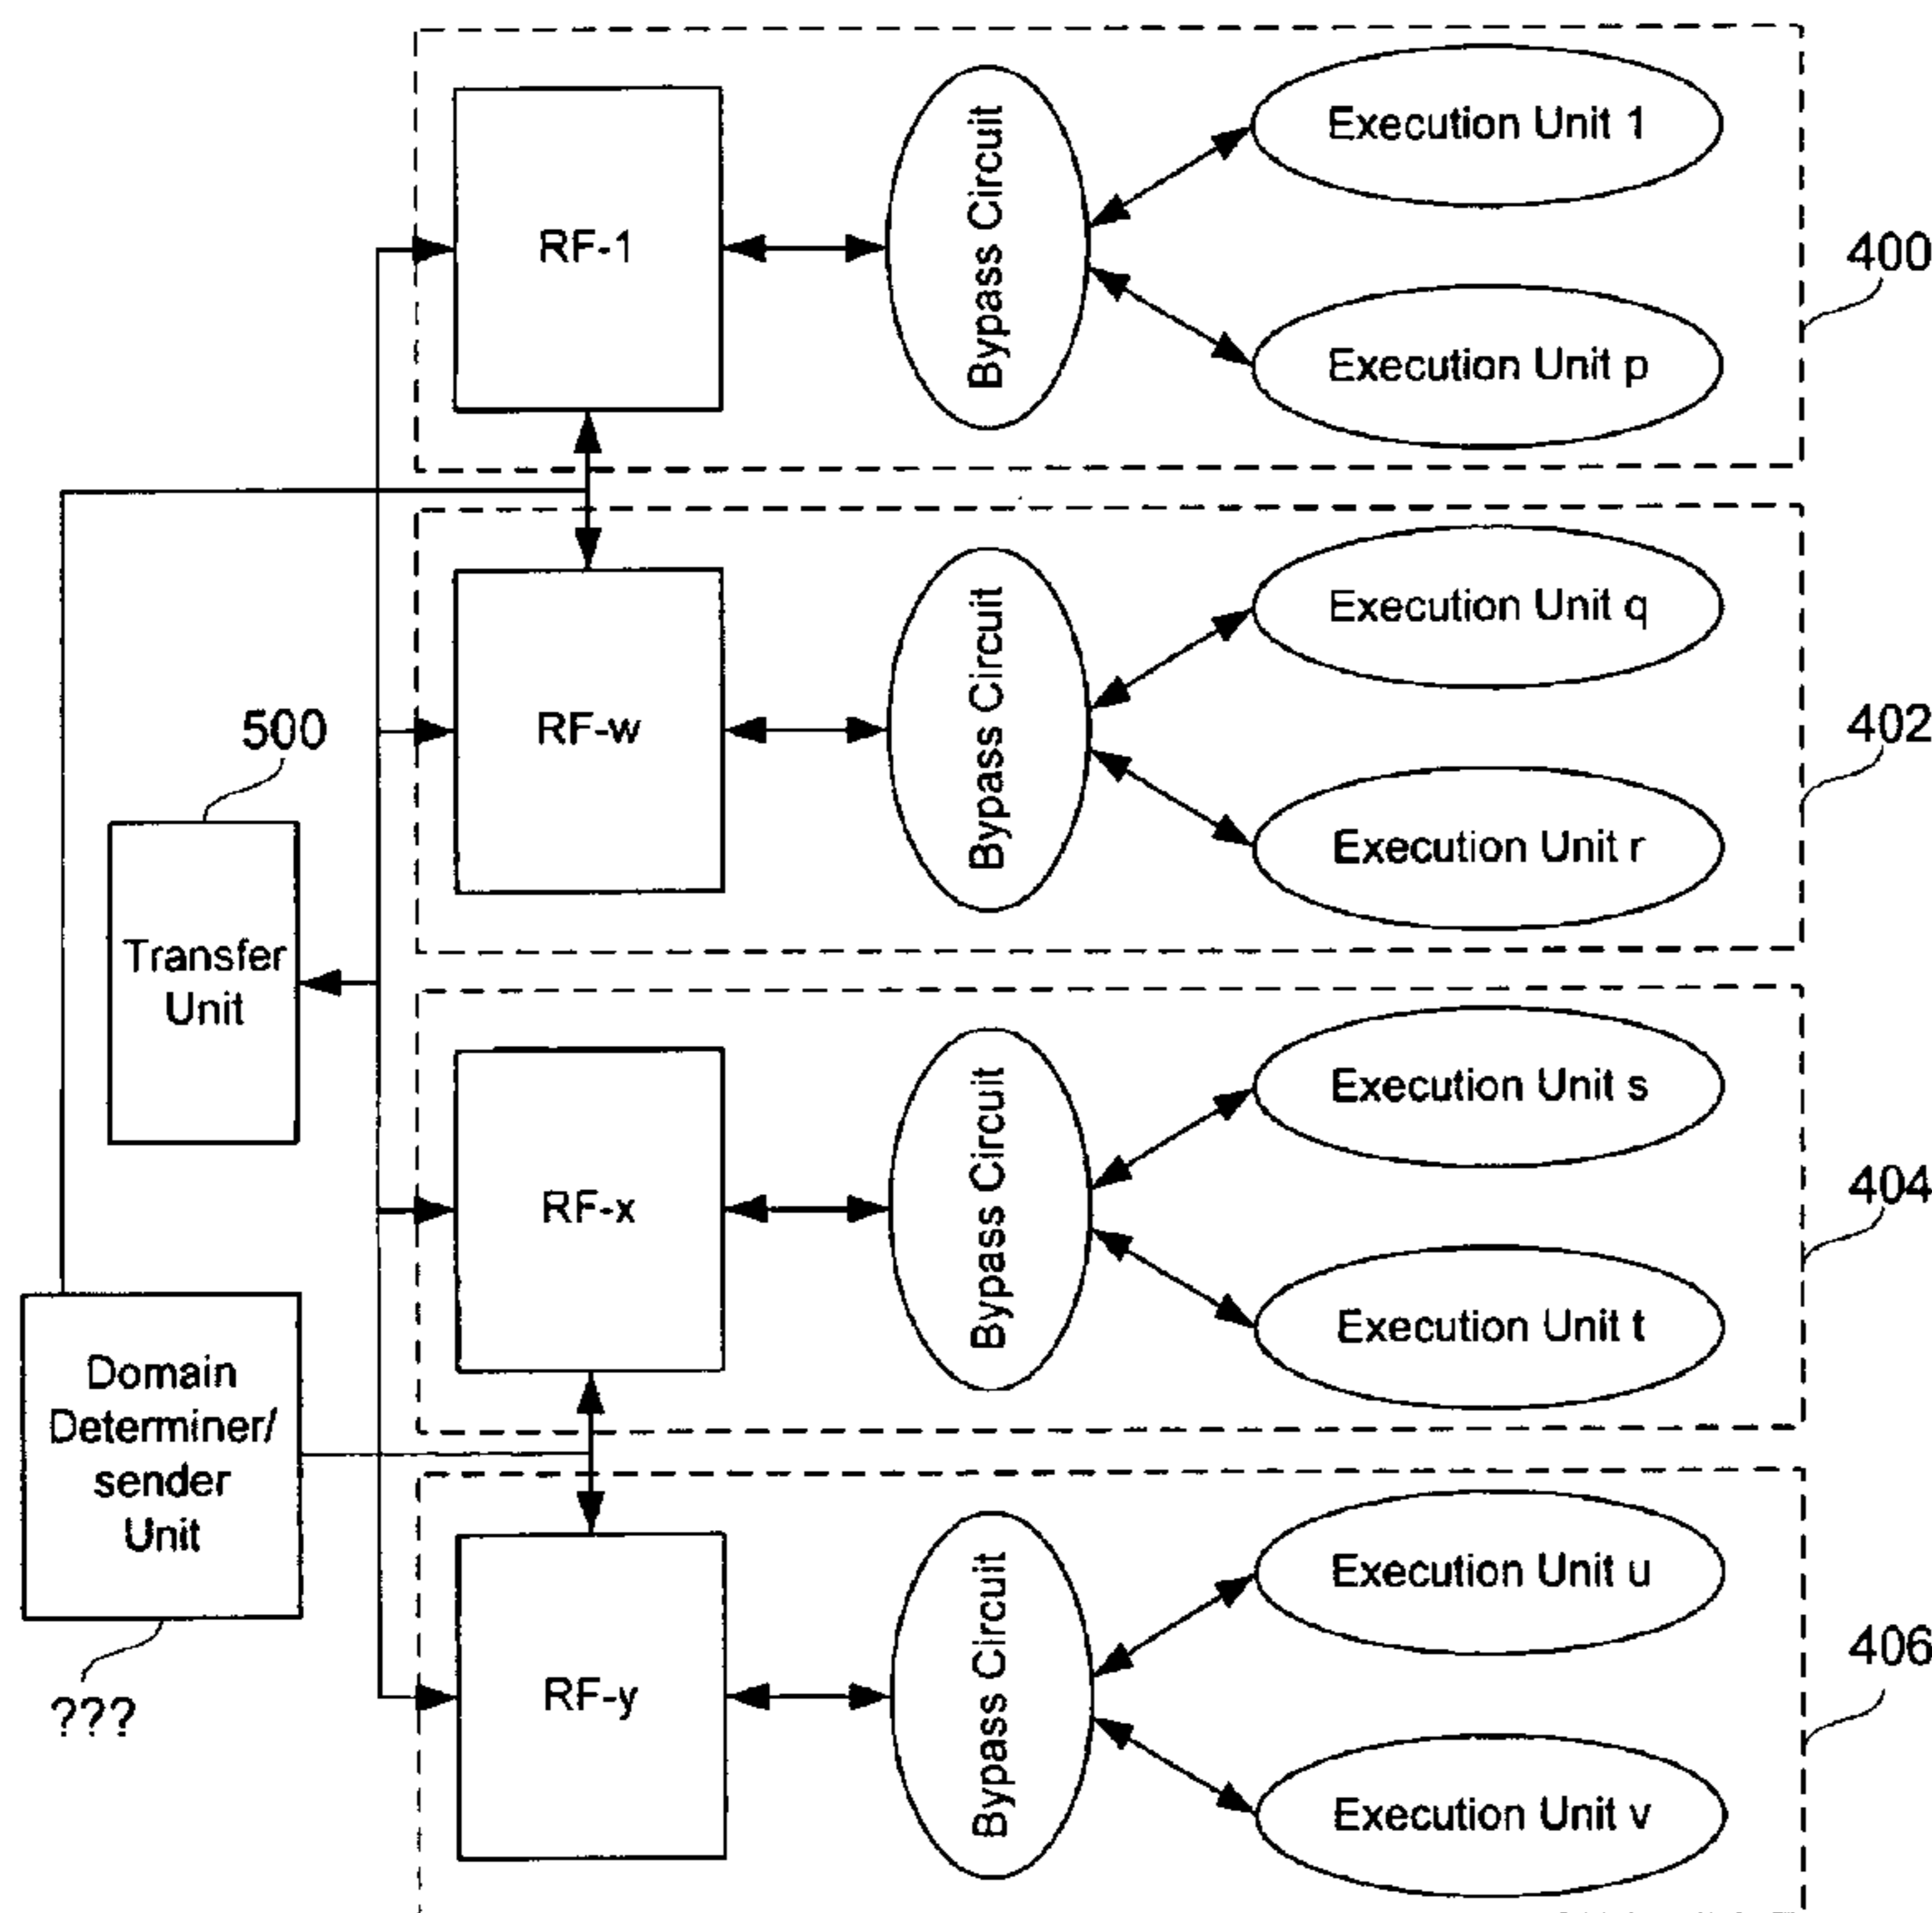 RF-1
Bypass Circuit
Execution Unit 1
Execution Unit p
400
RF-w
Bypass Circuit
Execution Unit q
Execution Unit r
402
500
Transfer
Unit
RF-x
Bypass Circuit
Execution Unit s
Execution Unit t
404
Domain
Determiner/
sender
Unit
???
RF-y
Bypass Circuit
Execution Unit u
Execution Unit v
406